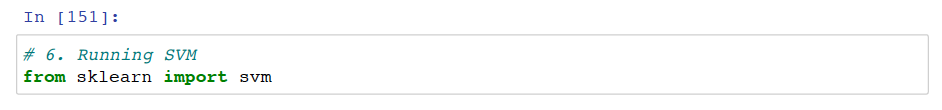 In [151]:
# 6. Running SVM
from sklearn import svm